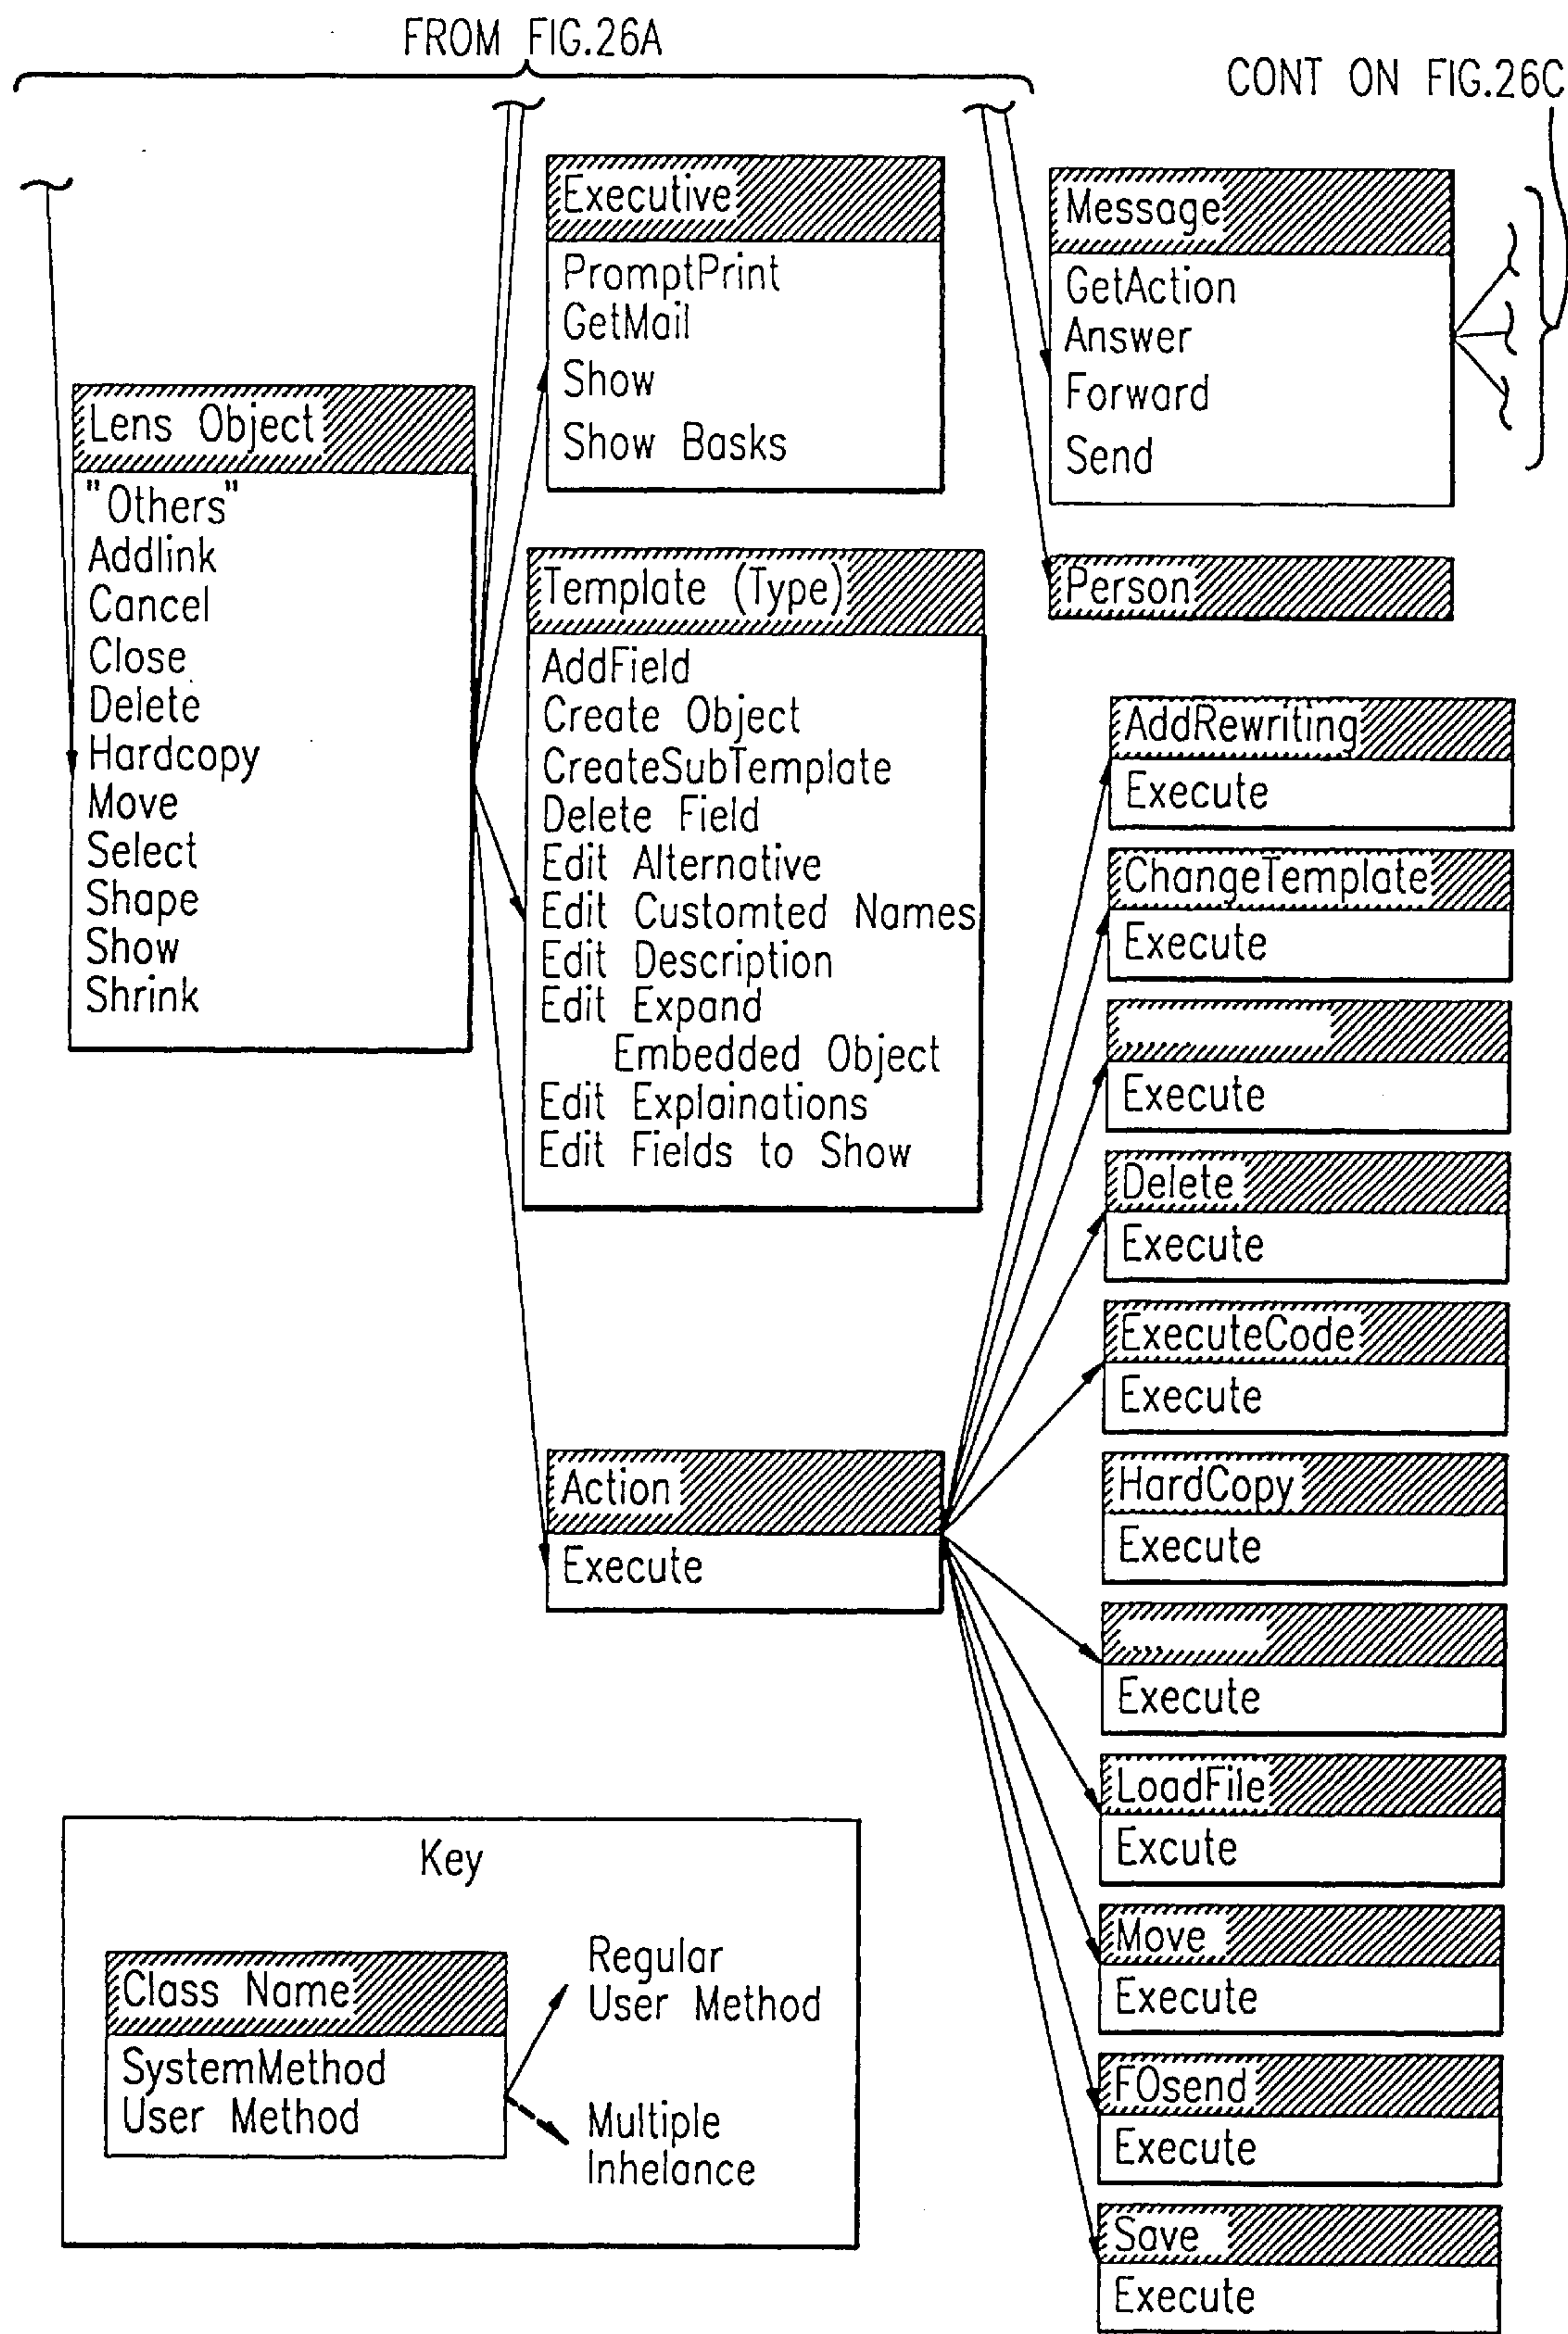 FROM FIG.26A
CONT ON FIG.26C
Lens Object
"Others"
Addlink
Cancel
Close
Delete
Hardcopy
Move
Select
Shape
Show
Shrink
Executive
PromptPrint
GetMail
Show
Show Basks
Template (Type)
AddField
Create Object
CreateSubTemplate
Delete Field
Edit Alternative
Edit Customted Names
Edit Description
Edit Expand
Embedded Object
Edit Explainations
Edit Fields to Show
Action
Execute
Message
GetAction
Answer
Forward
Send
Person
AddRewriting
Execute
ChangeTemplate
Execute
Execute
Delete
Execute
ExecuteCode
Execute
HardCopy
Execute
Execute
LoadFile
Excute
Move
Execute
FOsend
Execute
Save
Execute
Key
Class Name
SystemMethod
User Method
Regular
User Method
Multiple
Inhelance